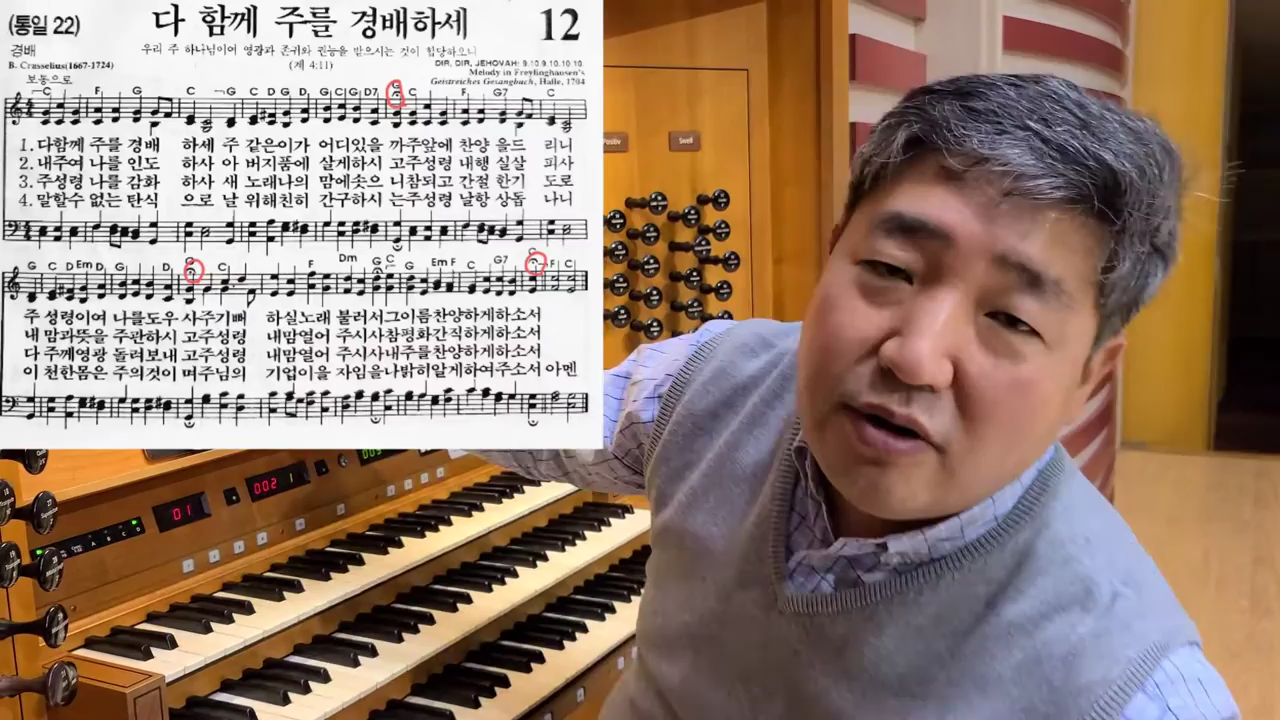 (통일 22)
다 함께 주를 경배하세
12
경배
우리 주 하나님이여 영광과 존귀와 권능을 받으시는 것이 합당하오니
(계 4:11)
B. Crasselius(1667-1724)
DIR, DIR, JEHOVAH: 9.10.9.10.10.10.
Melody in Freylinghausen's
Geistreiches Gesangbuch, Halle, 1704
보통으로
C F G C G C D G D G C G D7 C F G7 C
1. 다함께 주를 경배 하세 주 같은이가 어디있을 까주앞에 찬양 을드 리니
2. 내주여 나를 인도 하사 아 버지품에 살게하시 고주성령 내행 실살 피사
3. 주성령 나를 감화 하사 새 노래나의 맘에솟으 니참되고 간절 한기 도로
4. 말할수 없는 탄식 으로 날 위해친히 간구하시 는주성령 날항 상돕 나니
G C D Em D G D C F Dm G C Em F C G7 F C
주 성령이여 나를도우 사주기뻐 하실노래 불러서그이름찬양하게하소서
내 맘과뜻을 주관하시 고주성령 내맘열어 주시사참평화간직하게하소서
다 주께영광 돌려보내 고주성령 내맘열어 주시사내주를찬양하게하소서
이 천한몸은 주의것이 며주님의 기업이을 자임을나밝히알게하여주소서 아멘
Positiv
Swell
01
002 1
A B C D